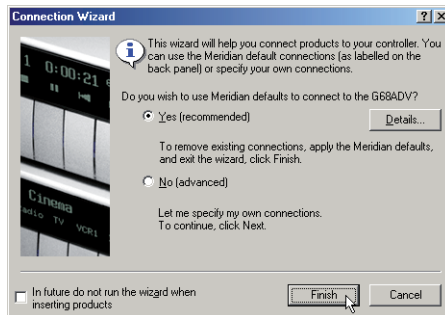 Connection Wizard
1 0:00:21
Cinema
adio TV VCR1
This wizard will help you connect products to your controller. You
can use the Meridian default connections (as labelled on the
back panel) or specify your own connections.
Do you wish to use Meridian defaults to connect to the G68ADV?
Yes (recommended)
Details...
To remove existing connections, apply the Meridian defaults,
and exit the wizard, click Finish.
No (advanced)
Let me specify my own connections.
To continue, click Next.
In future do not run the wizard when
inserting products
Finish
Cancel